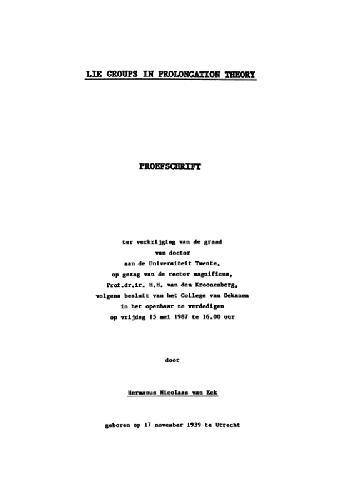 LIE GROUPS IN PROLONGATION THEORY
PROEFSCHRIFT
ter verkrijging van de graad
van doctor
aan de Universiteit Twente,
op gezag van de rector magnificus,
Prof.dr.ir. H.H. van den Kroonenberg,
volgens besluit van het College van Dekanen
in het openbaar te verdedigen
op vrijdag 15 mei 1987 te 16.00 uur
door
Hermanus Nicolaas van Eck
geboren op 17 november 1939 te Utrecht